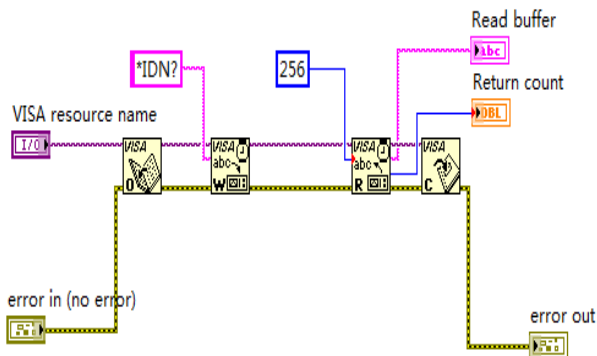 Read buffer
abc
*IDN?
256
Return count
DBL
VISA resource name
I/O
VISA
O
VISA
abc
W
VISA
abc
R
VISA
C
error in (no error)
error out